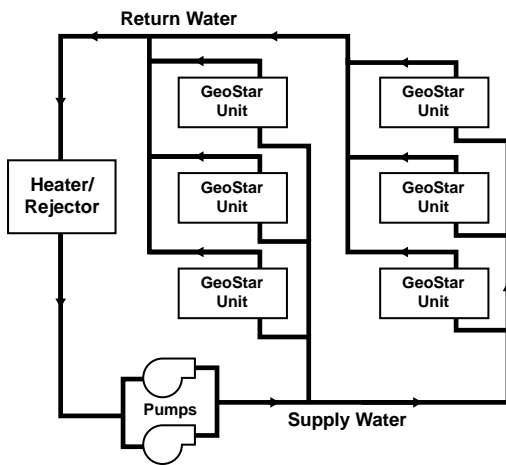 Return Water
GeoStar
Unit
GeoStar
Unit
Heater/
Rejector
GeoStar
Unit
GeoStar
Unit
GeoStar
Unit
GeoStar
Unit
Pumps
Supply Water